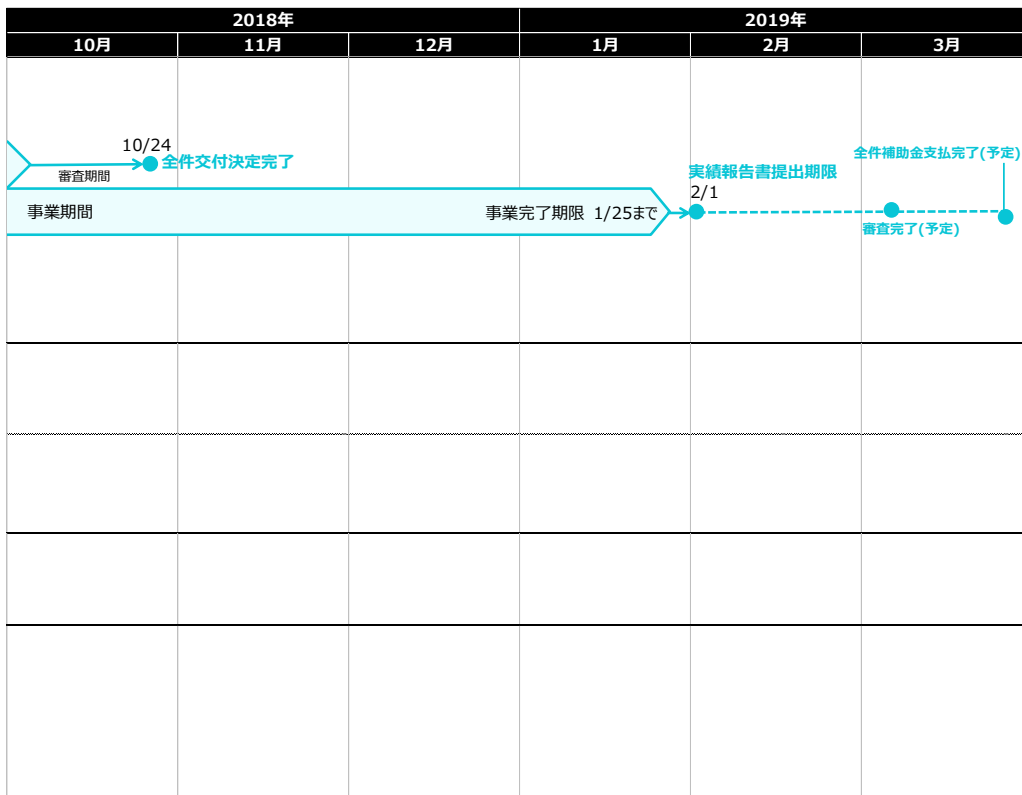 2018年 2019年
10月 11月 12月 1月 2月 3月
10/24
全件交付決定完了
審査期間
全件補助金支払完了(予定)
実績報告書提出期限
2/1
事業期間
事業完了期限 1/25まで
審査完了(予定)